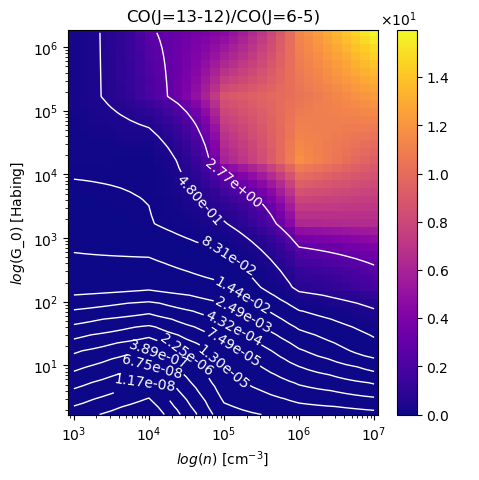 CO(J=13-12)/CO(J=6-5)
×10¹
10⁶
10⁵
10⁴
10³
10²
10¹
log(G_0) [Habing]
2.77e+00
4.80e-01
8.31e-02
1.44e-02
2.49e-03
4.32e-04
7.49e-05
1.30e-05
2.25e-06
3.89e-07
6.75e-08
1.17e-08
1.4
1.2
1.0
0.8
0.6
0.4
0.2
0.0
10³ 10⁴ 10⁵ 10⁶ 10⁷
log(n) [cm⁻³]